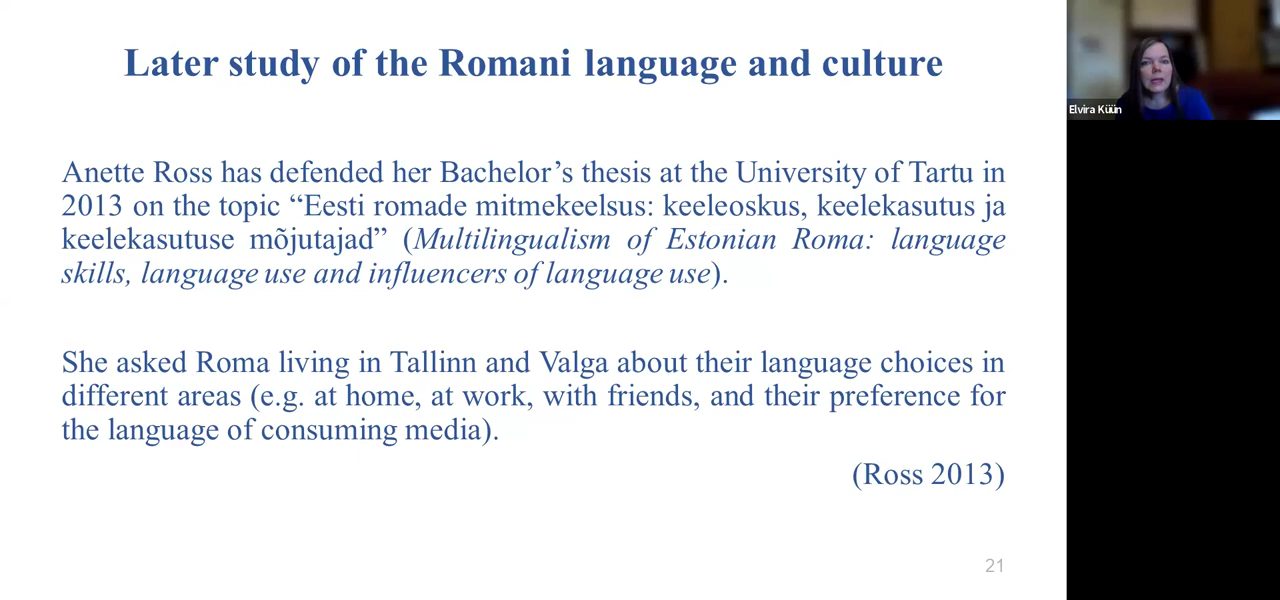 Later study of the Romani language and culture
Elvira Küün
Anette Ross has defended her Bachelor’s thesis at the University of Tartu in
2013 on the topic “Eesti romade mitmekeelsus: keeleoskus, keelekasutus ja
keelekasutuse mõjutajad” (Multilingualism of Estonian Roma: language
skills, language use and influencers of language use).
She asked Roma living in Tallinn and Valga about their language choices in
different areas (e.g. at home, at work, with friends, and their preference for
the language of consuming media).
(Ross 2013)
21